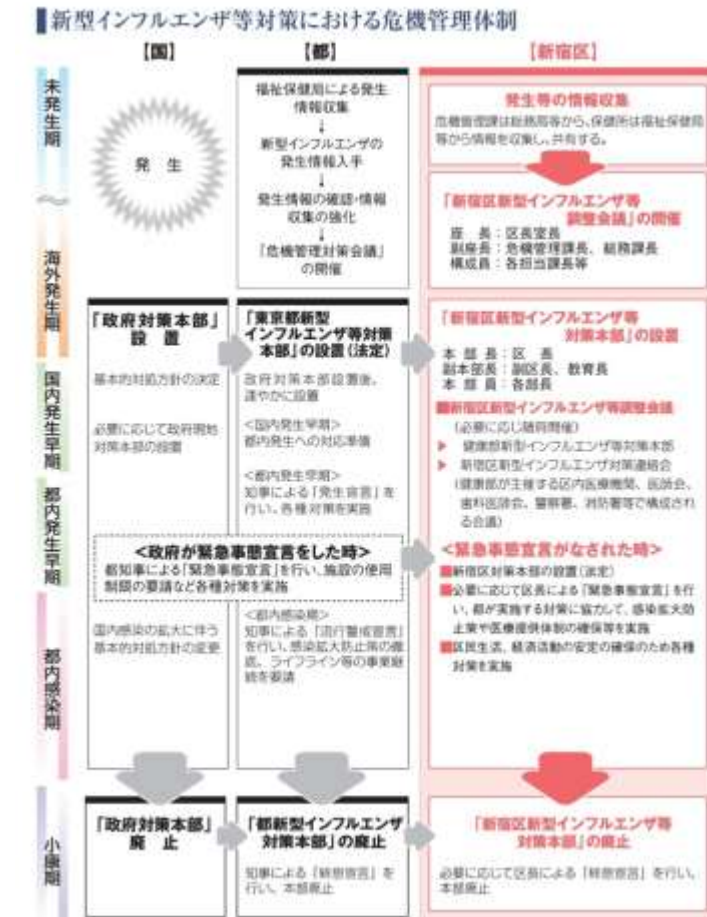 新型インフルエンザ等対策における危機管理体制
【国】
【都】
【新宿区】
未発生期
海外発生期
国内発生早期
都内発生早期
都内感染期
小康期
発 生
福祉保健局による発生
情報収集
↓
新型インフルエンザの
発生情報入手
↓
発生情報の確認・情報
収集の強化
↓
「危機管理対策会議」
の開催
発生等の情報収集
危機管理課は総務局等から、保健所は福祉保健局
等から情報を収集し、共有する。
「新宿区新型インフルエンザ等
調整会議」の開催
座 長：区長室長
副座長：危機管理課長、総務課長
構成員：各担当課長等
「政府対策本部」
設 置
基本的対処方針の決定
必要に応じて政府現地
対策本部の設置
「東京都新型
インフルエンザ等対策
本部」の設置（法定）
政府対策本部設置後、
速やかに設置
<国内発生早期>
都内発生への対応準備
<都内発生早期>
知事による「発生宣言」を
行い、各種対策を実施
「新宿区新型インフルエンザ等
対策本部」の設置
本 部 長：区 長
副本部長：副区長、教育長
本 部 員：各部長
■新宿区新型インフルエンザ等調整会議
（必要に応じ随時開催）
▶ 健康部新型インフルエンザ等対策本部
▶ 新宿区新型インフルエンザ対策連絡会
（健康部が主催する区内医療機関、医師会、
歯科医師会、警察署、消防署等で構成され
る会議）
<政府が緊急事態宣言をした時>
都知事による「緊急事態宣言」を行い、施設の使用
制限の要請など各種対策を実施
<緊急事態宣言がなされた時>
■新宿区対策本部の設置（法定）
■必要に応じて区長による「緊急事態宣言」を行
い、都が実施する対策に協力して、感染拡大防
止策や医療提供体制の確保等を実施
■区民生活、経済活動の安定の確保のため各種
対策を実施
国内感染の拡大に伴う
基本的対処方針の変更
<都内感染期>
知事による「流行警戒宣言」
を行い、感染拡大防止策の徹
底、ライフライン等の事業継
続を要請
「政府対策本部」
廃 止
「都新型インフルエンザ
対策本部」の廃止
知事による「終息宣言」を
行い、本部廃止
「新宿区新型インフルエンザ等
対策本部」の廃止
必要に応じて区長による「終息宣言」を行い、
本部廃止